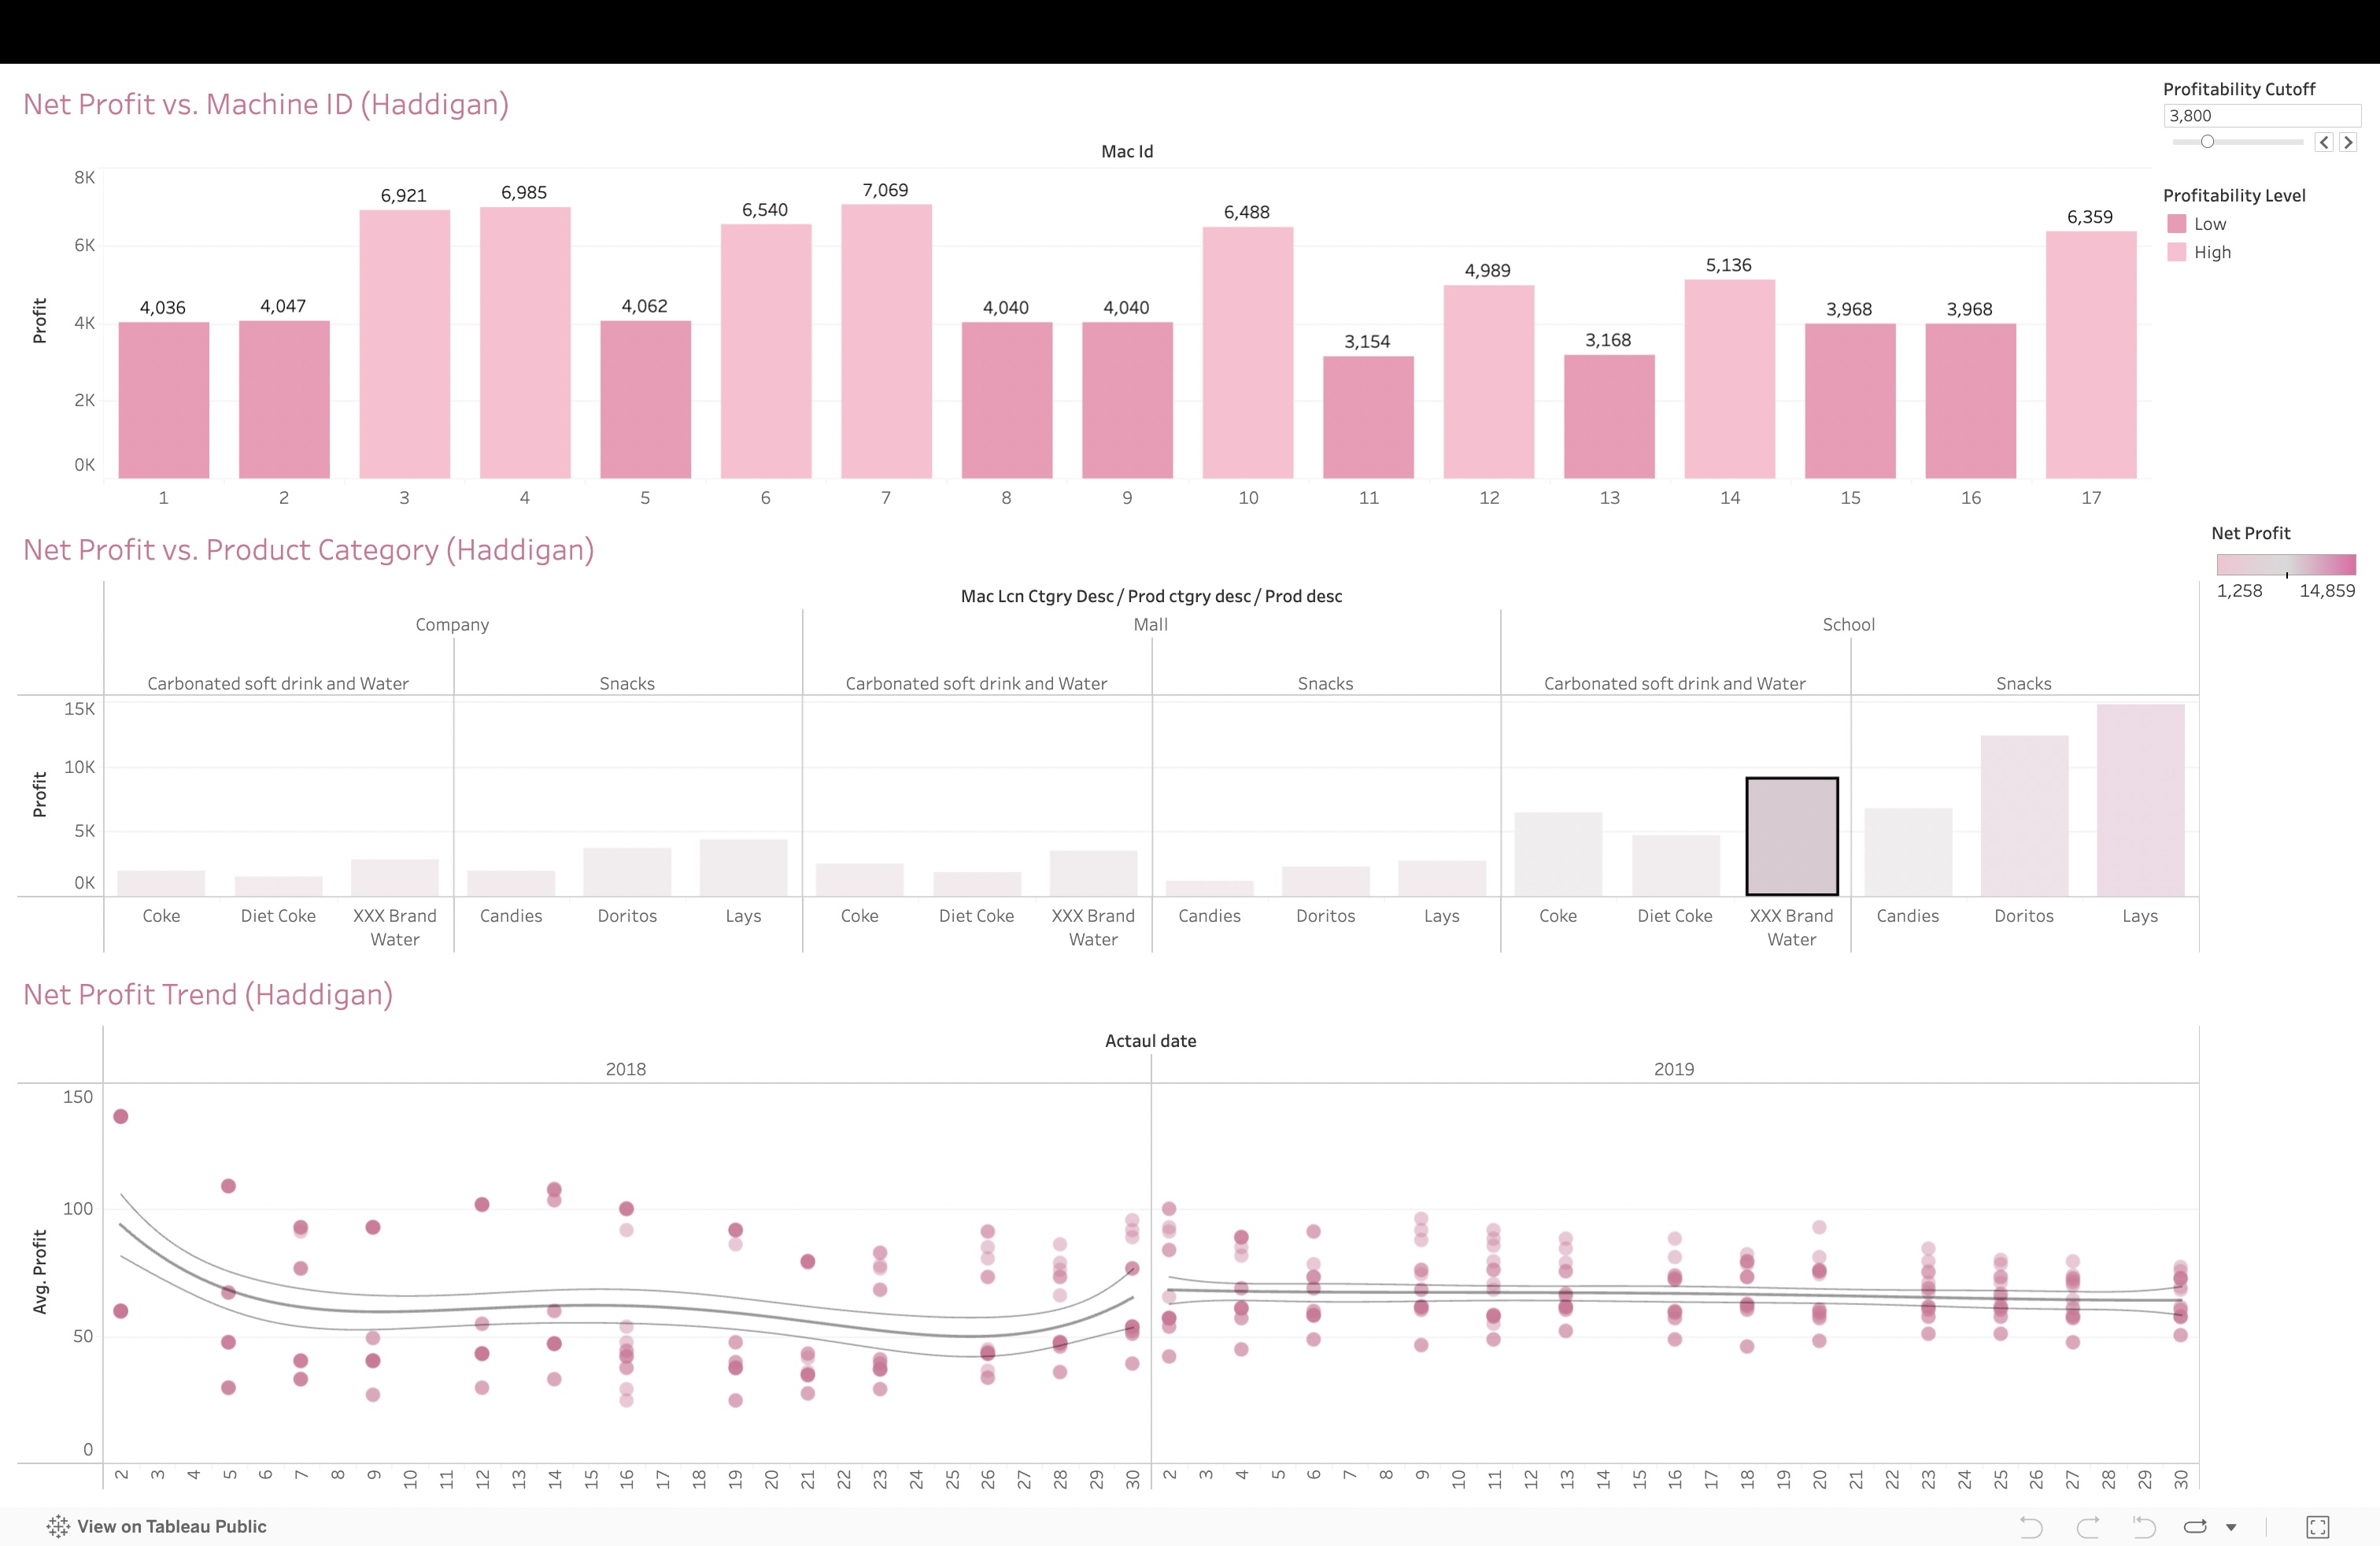 Net Profit vs. Machine ID (Haddigan)
Profitability Cutoff
3,800
Mac Id
Profitability Level
Low
High
8K
6K
4K
2K
0K
Profit
4,036
4,047
6,921
6,985
4,062
6,540
7,069
4,040
4,040
6,488
3,154
4,989
3,168
5,136
3,968
3,968
6,359
1 2 3 4 5 6 7 8 9 10 11 12 13 14 15 16 17
Net Profit vs. Product Category (Haddigan)
Net Profit
1,258 14,859
Mac Lcn Ctgry Desc / Prod ctgry desc / Prod desc
Company Mall School
Carbonated soft drink and Water Snacks Carbonated soft drink and Water Snacks Carbonated soft drink and Water Snacks
15K
10K
5K
0K
Profit
Coke Diet Coke XXX Brand Water Candies Doritos Lays Coke Diet Coke XXX Brand Water Candies Doritos Lays Coke Diet Coke XXX Brand Water Candies Doritos Lays
Net Profit Trend (Haddigan)
Actaul date
2018 2019
150
100
50
0
Avg. Profit
2 3 4 5 6 7 8 9 10 11 12 13 14 15 16 17 18 19 20 21 22 23 24 25 26 27 28 29 30 2 3 4 5 6 7 8 9 10 11 12 13 14 15 16 17 18 19 20 21 22 23 24 25 26 27 28 29 30
View on Tableau Public